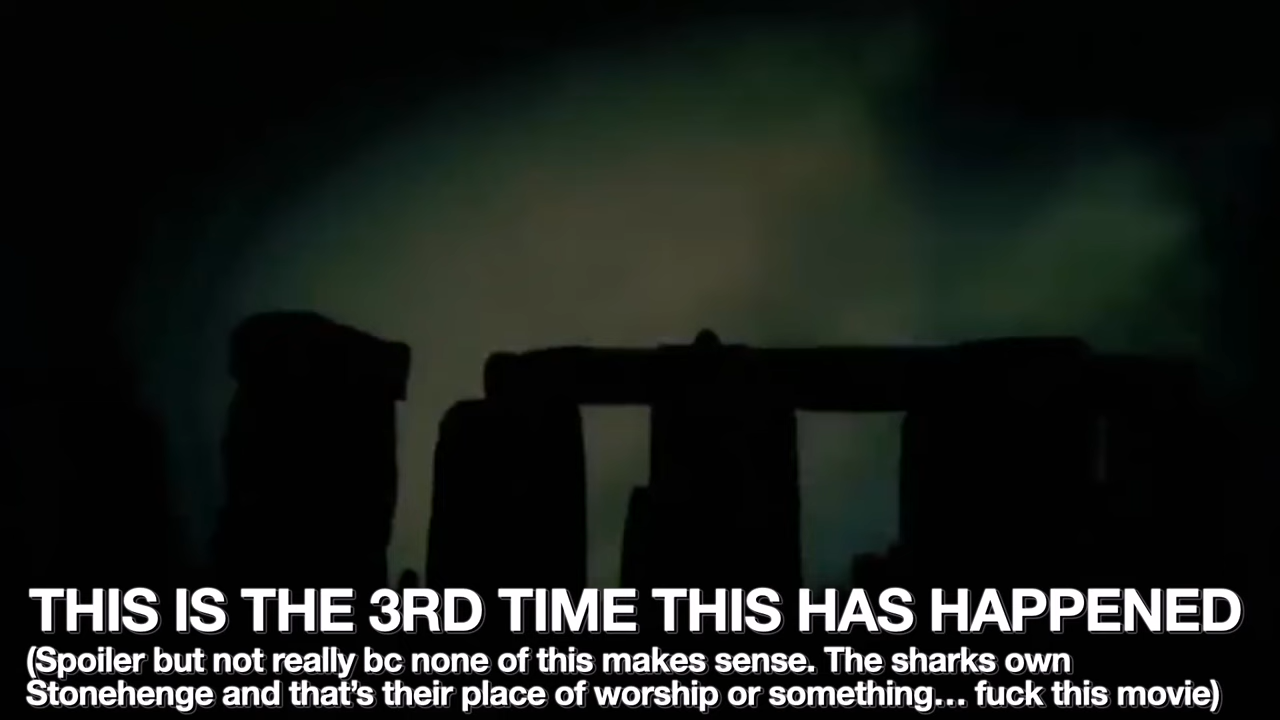 THIS IS THE 3RD TIME THIS HAS HAPPENED
(Spoiler but not really bc none of this makes sense. The sharks own
Stonehenge and that’s their place of worship or something... fuck this movie)